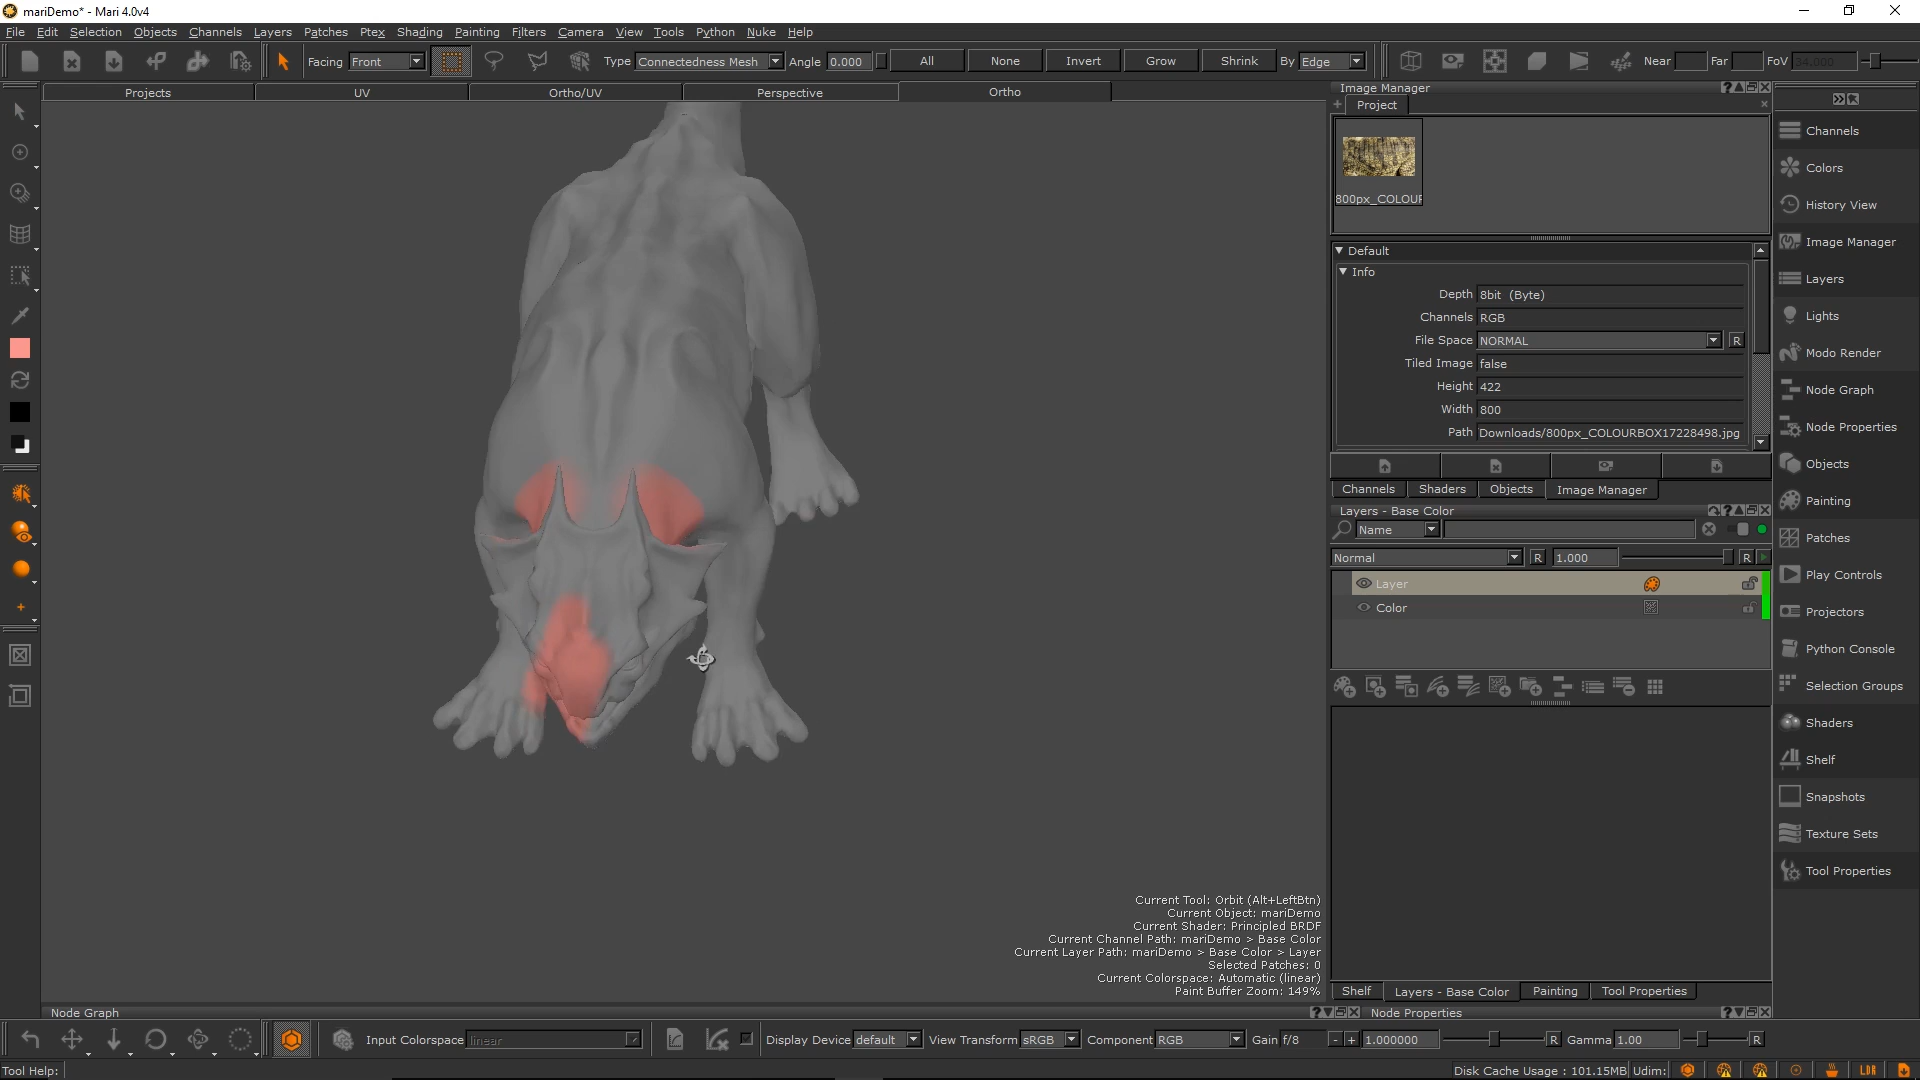 mariDemo* - Mari 4.0v4
File Edit Selection Objects Channels Layers Patches Ptex Shading Painting Filters Camera View Tools Python Nuke Help
Facing Front Type Connectedness Mesh Angle 0.000 All None Invert Grow Shrink By Edge Near Far FoV 34.000
Projects UV Ortho/UV Perspective Ortho
Image Manager
Project
800px_COLOUR
Default
Info
Depth 8bit (Byte)
Channels RGB
File Space NORMAL R
Tiled Image false
Height 422
Width 800
Path Downloads/800px_COLOURBOX17228498.jpg
Channels Shaders Objects Image Manager
Layers - Base Color
Name
Normal R 1.000 R
Layer
Color
Shelf Layers - Base Color Painting Tool Properties
Channels
Colors
History View
Image Manager
Layers
Lights
Modo Render
Node Graph
Node Properties
Objects
Painting
Patches
Play Controls
Projectors
Python Console
Selection Groups
Shaders
Shelf
Snapshots
Texture Sets
Tool Properties
Current Tool: Orbit (Alt+LeftBtn)
Current Object: mariDemo
Current Shader: Principled BRDF
Current Channel Path: mariDemo > Base Color
Current Layer Path: mariDemo > Base Color > Layer
Selected Patches: 0
Current Colorspace: Automatic (linear)
Paint Buffer Zoom: 149%
Node Graph Node Properties
Input Colorspace linear Display Device default View Transform sRGB Component RGB Gain f/8 - + 1.000000 R Gamma 1.00 R
Tool Help: Disk Cache Usage : 101.15MB Udim: LDR